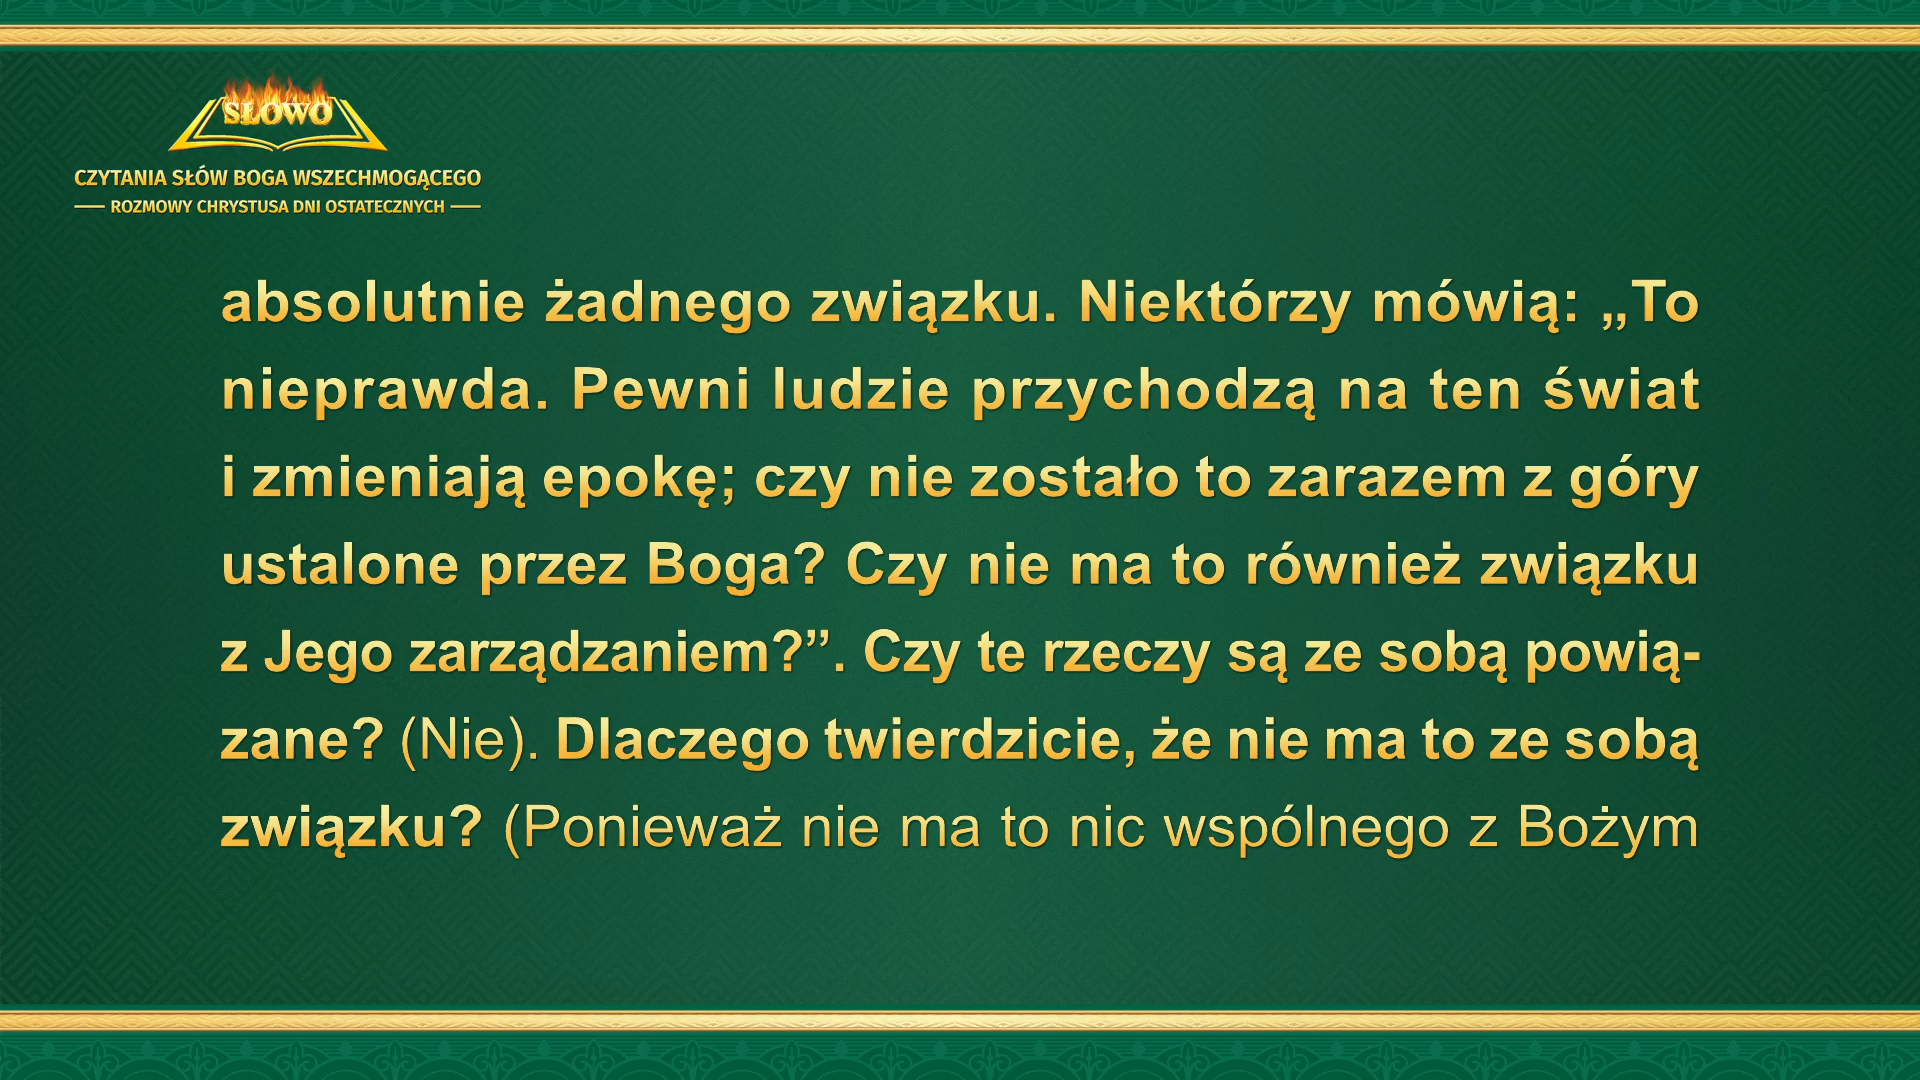 SŁOWO
CZYTANIA SŁÓW BOGA WSZECHMOGĄCEGO
ROZMOWY CHRYSTUSA DNI OSTATECZNYCH
absolutnie żadnego związku. Niektórzy mówią: „To
nieprawda. Pewni ludzie przychodzą na ten świat
i zmieniają epokę; czy nie zostało to zarazem z góry
ustalone przez Boga? Czy nie ma to również związku
z Jego zarządzaniem?”. Czy te rzeczy są ze sobą powią-
zane? (Nie). Dlaczego twierdzicie, że nie ma to ze sobą
związku? (Ponieważ nie ma to nic wspólnego z Bożym